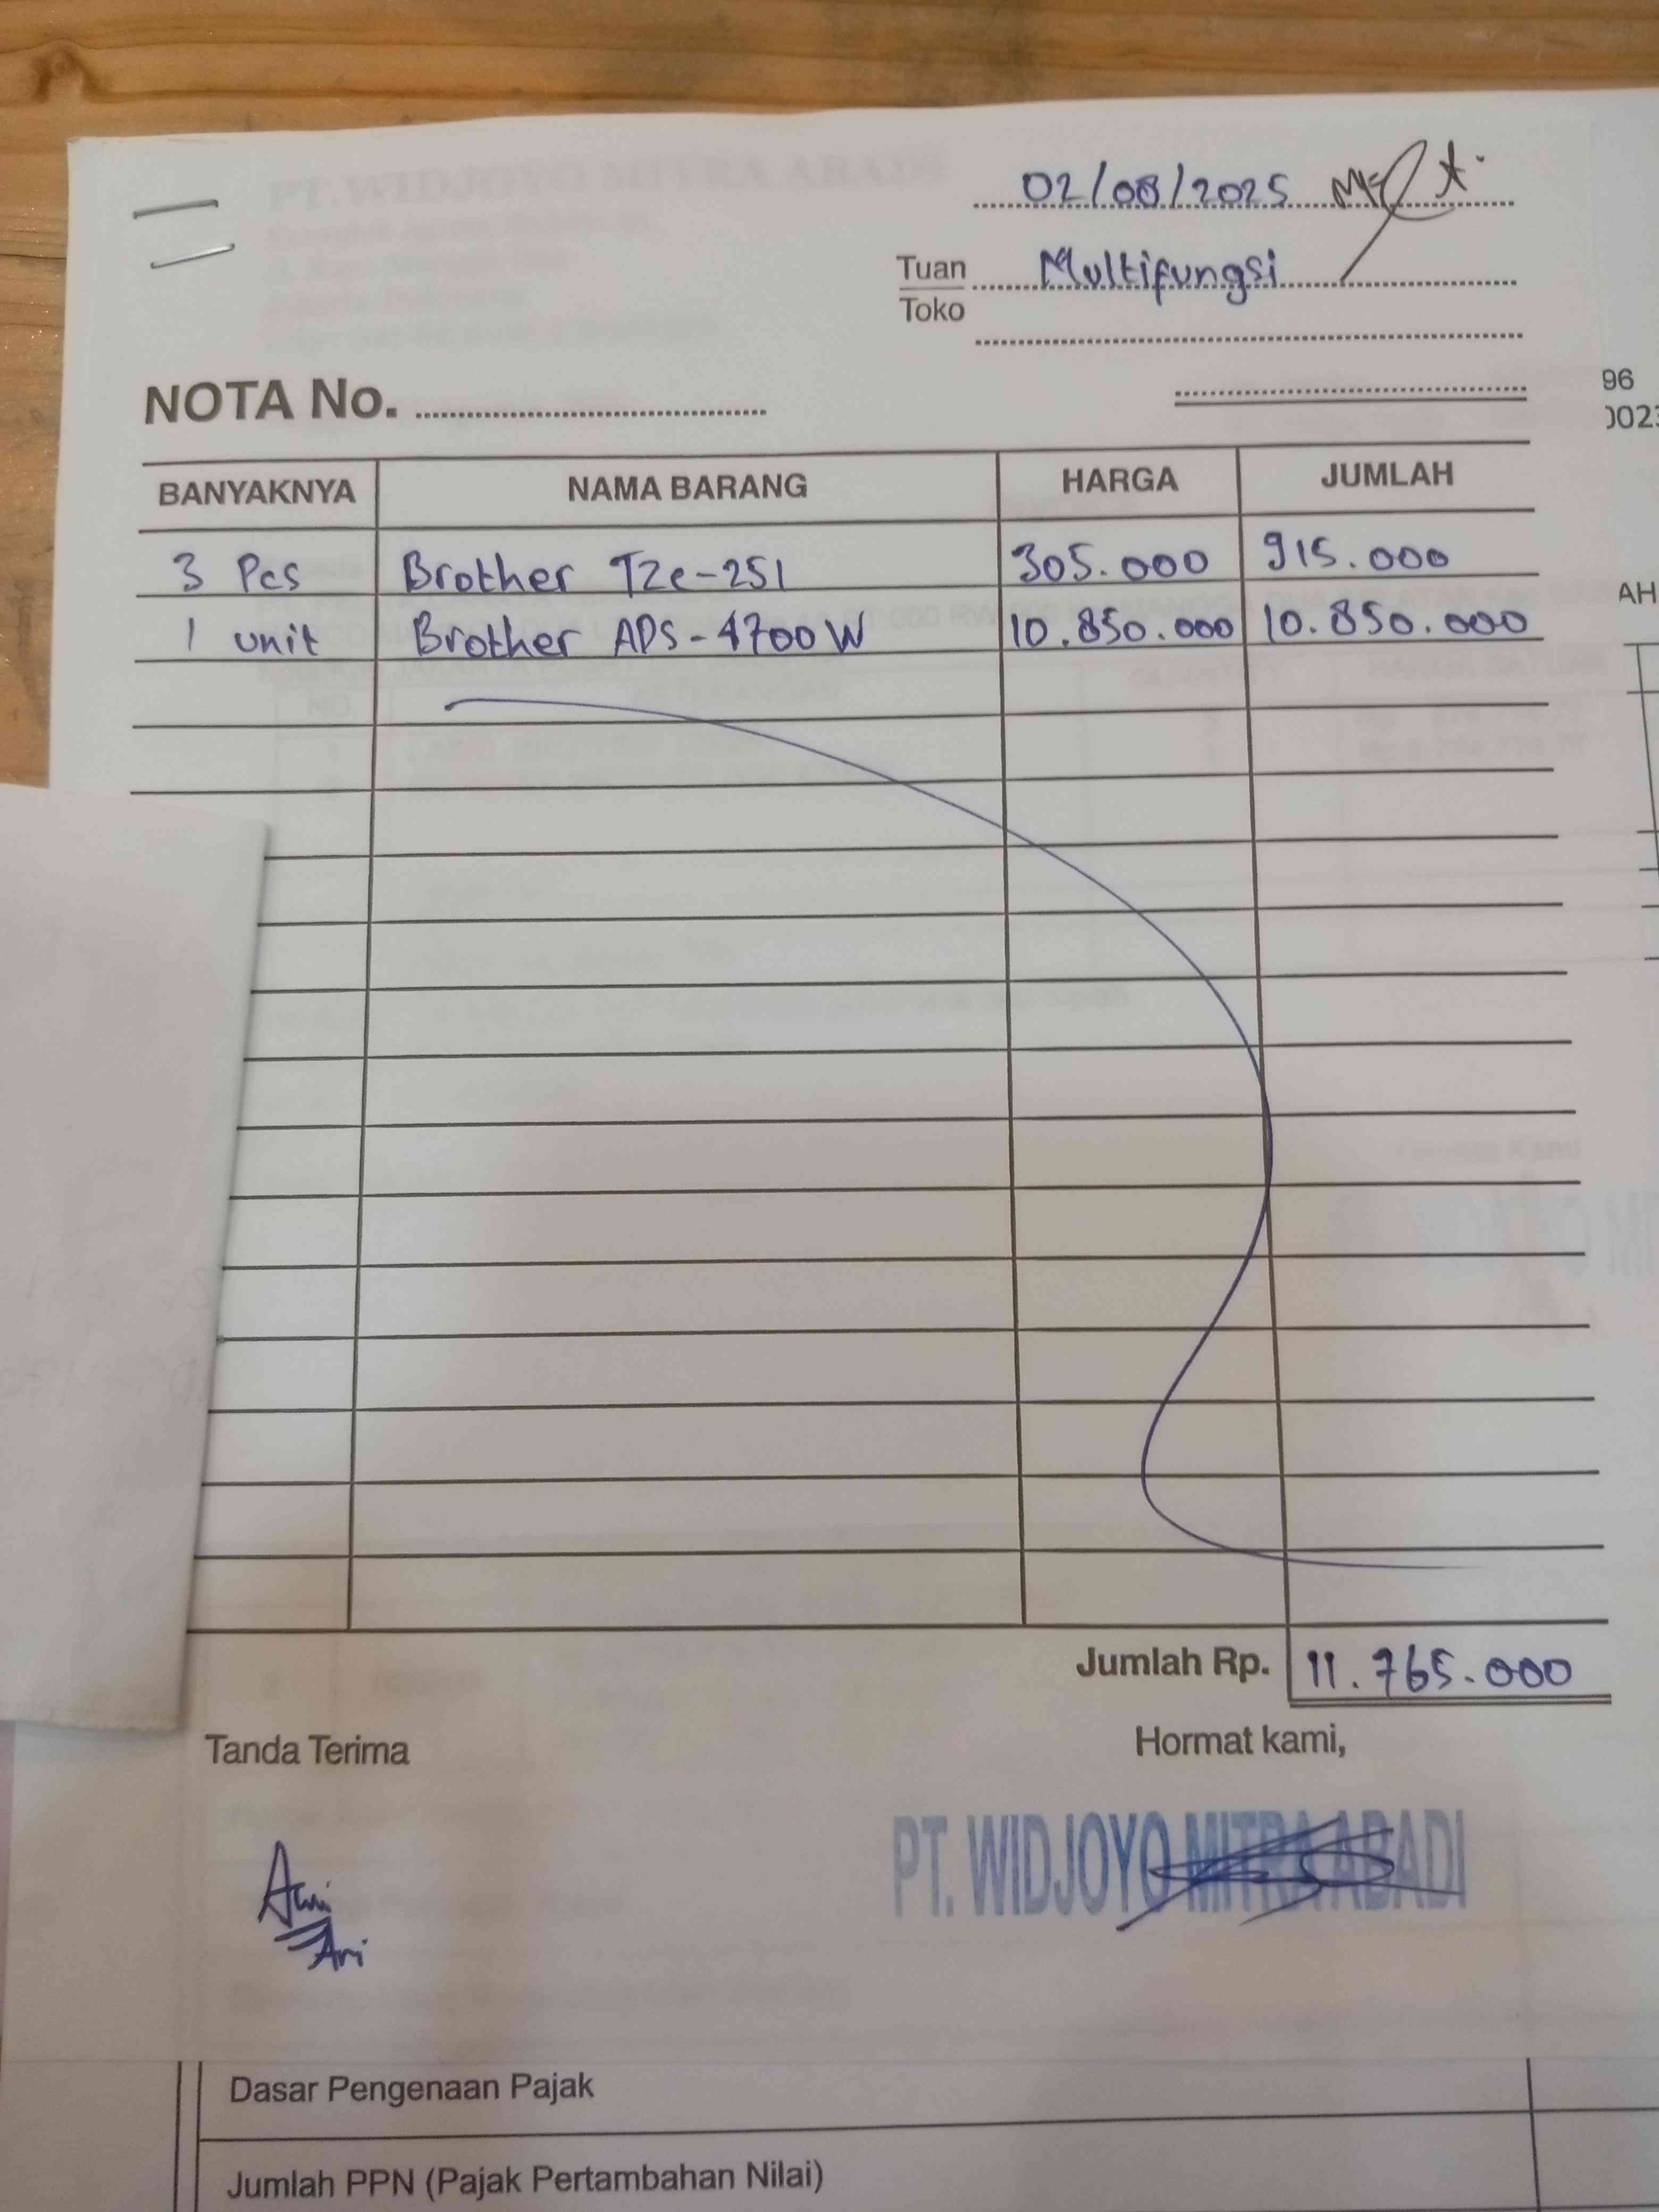 02/08/2025
Tuan Multifungsi
Toko
NOTA No.
96
0023
BANYAKNYA NAMA BARANG HARGA JUMLAH
3 Pcs Brother TZe-251 305.000 915.000
AH
1 unit Brother ADS-4700W 10.850.000 10.850.000
Jumlah Rp. 11.765.000
Tanda Terima Hormat kami,
PT. WIDJOYO MITRA ABADI
Ari
Dasar Pengenaan Pajak
Jumlah PPN (Pajak Pertambahan Nilai)